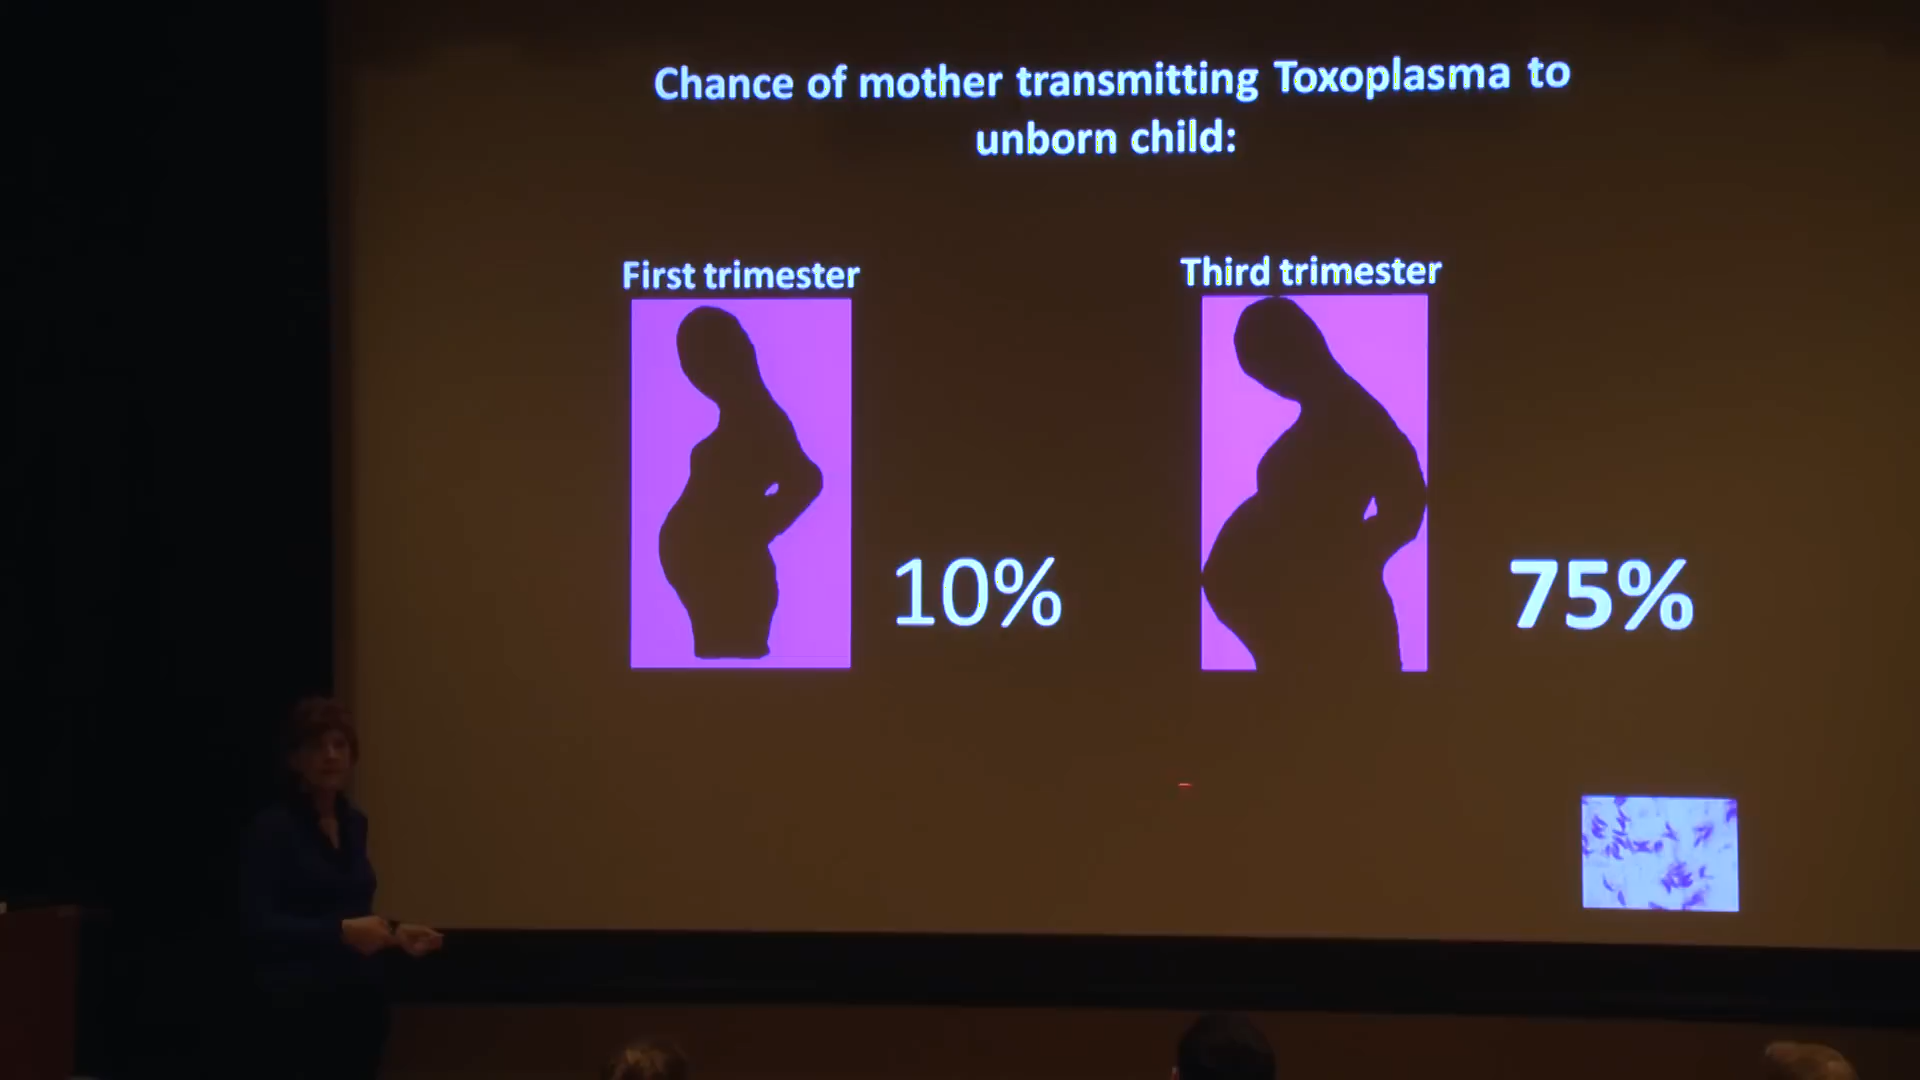 Chance of mother transmitting Toxoplasma to
unborn child:
First trimester
Third trimester
10%
75%